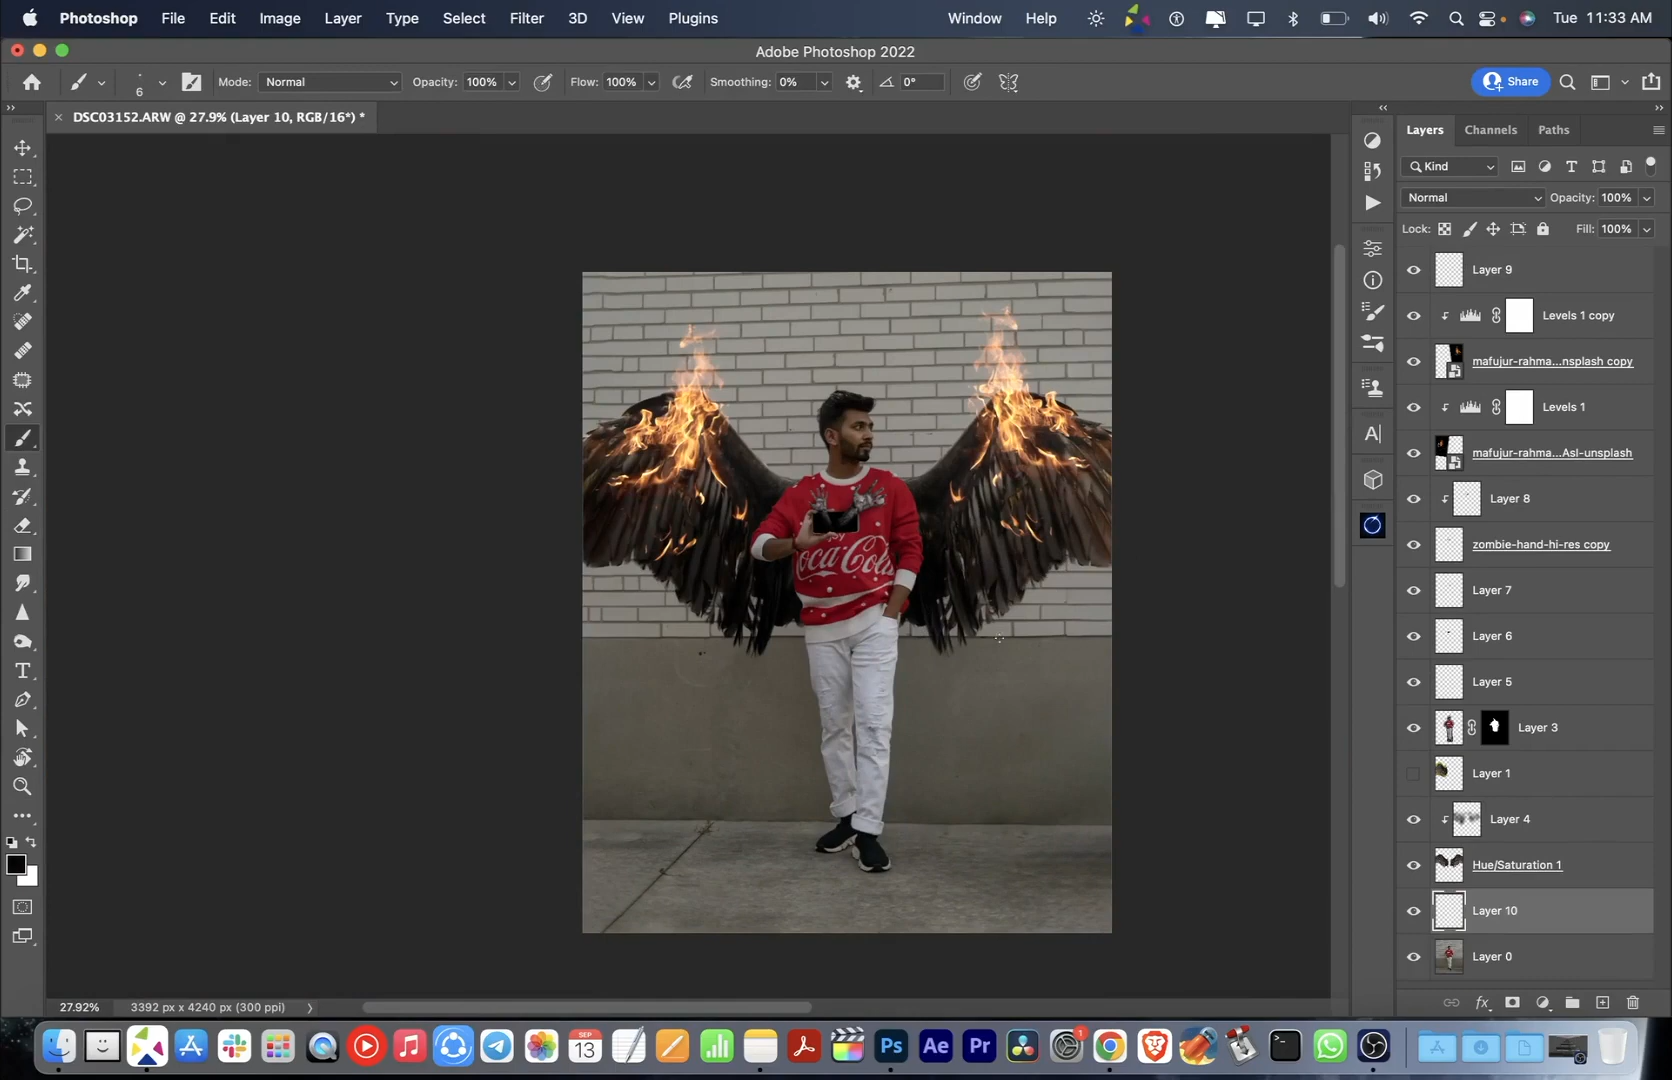 Photoshop File Edit Image Layer Type Select Filter 3D View Plugins Window Help Tue 11:33 AM
Adobe Photoshop 2022
6 Mode: Normal Opacity: 100% Flow: 100% Smoothing: 0% 0° Share
× DSC03152.ARW @ 27.9% (Layer 10, RGB/16*) *
Layers Channels Paths
Kind
Normal Opacity: 100%
Lock: Fill: 100%
Layer 9
Levels 1 copy
mafujur-rahma...nsplash copy
Levels 1
mafujur-rahma...Asl-unsplash
Layer 8
zombie-hand-hi-res copy
Layer 7
Layer 6
Layer 5
Layer 3
Layer 1
Layer 4
Hue/Saturation 1
Layer 10
Layer 0
oca Cola
27.92% 3392 px x 4240 px (300 ppi)
SEP
13
Ps Ae Pr
1